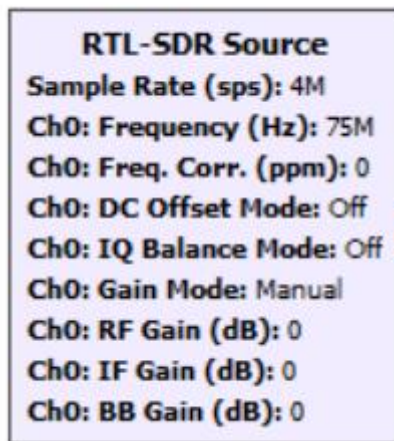 RTL-SDR Source
Sample Rate (sps): 4M
Ch0: Frequency (Hz): 75M
Ch0: Freq. Corr. (ppm): 0
Ch0: DC Offset Mode: Off
Ch0: IQ Balance Mode: Off
Ch0: Gain Mode: Manual
Ch0: RF Gain (dB): 0
Ch0: IF Gain (dB): 0
Ch0: BB Gain (dB): 0